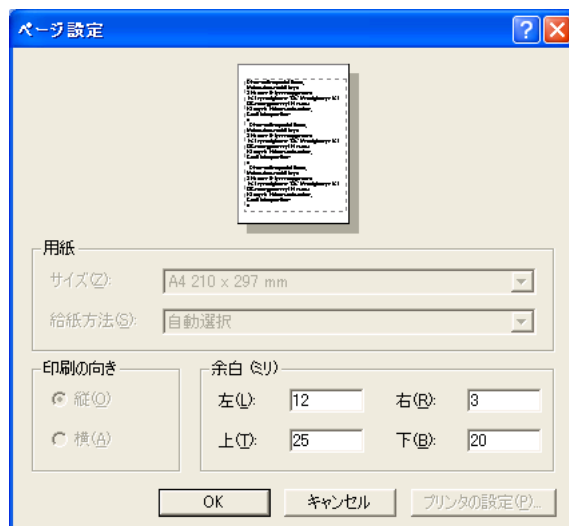 ページ設定
用紙
サイズ(Z):
A4 210 x 297 mm
給紙方法(S):
自動選択
印刷の向き
縦(O)
横(A)
余白 (ミリ)
左(L): 12 右(R): 3
上(T): 25 下(B): 20
OK キャンセル プリンタの設定(P)...